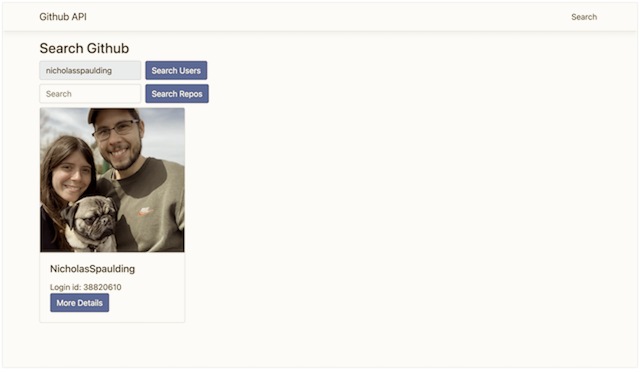 Github API
Search
Search Github
nicholasspaulding
Search Users
Search
Search Repos
NicholasSpaulding
Login id: 38820610
More Details